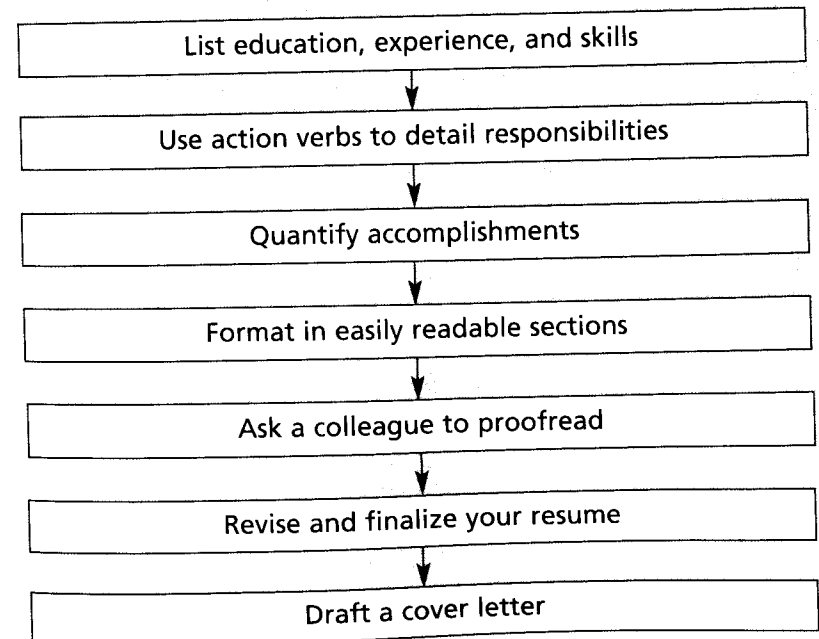 List education, experience, and skills
Use action verbs to detail responsibilities
Quantify accomplishments
Format in easily readable sections
Ask a colleague to proofread
Revise and finalize your resume
Draft a cover letter